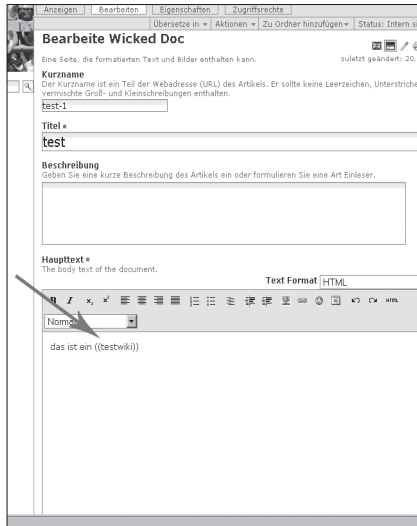 Anzeigen Bearbeiten Eigenschaften Zugriffsrechte
Übersetze in Aktionen Zu Ordner hinzufügen Status: Intern
Bearbeite Wicked Doc
Eine Seite, die formatierten Text und Bilder enthalten kann.
zuletzt geändert: 20.
Kurzname
Der Kurzname ist ein Teil der Webadresse (URL) des Artikels. Er sollte keine Leerzeichen, Unterstriche
vermischte Groß- und Kleinschreibungen enthalten.
test-1
Titel
test
Beschreibung
Geben Sie eine kurze Beschreibung des Artikels ein oder formulieren Sie eine Art Einleser.
Haupttext
The body text of the document.
Text Format HTML
B I x₂ x² HTML
das ist ein ((testwiki))